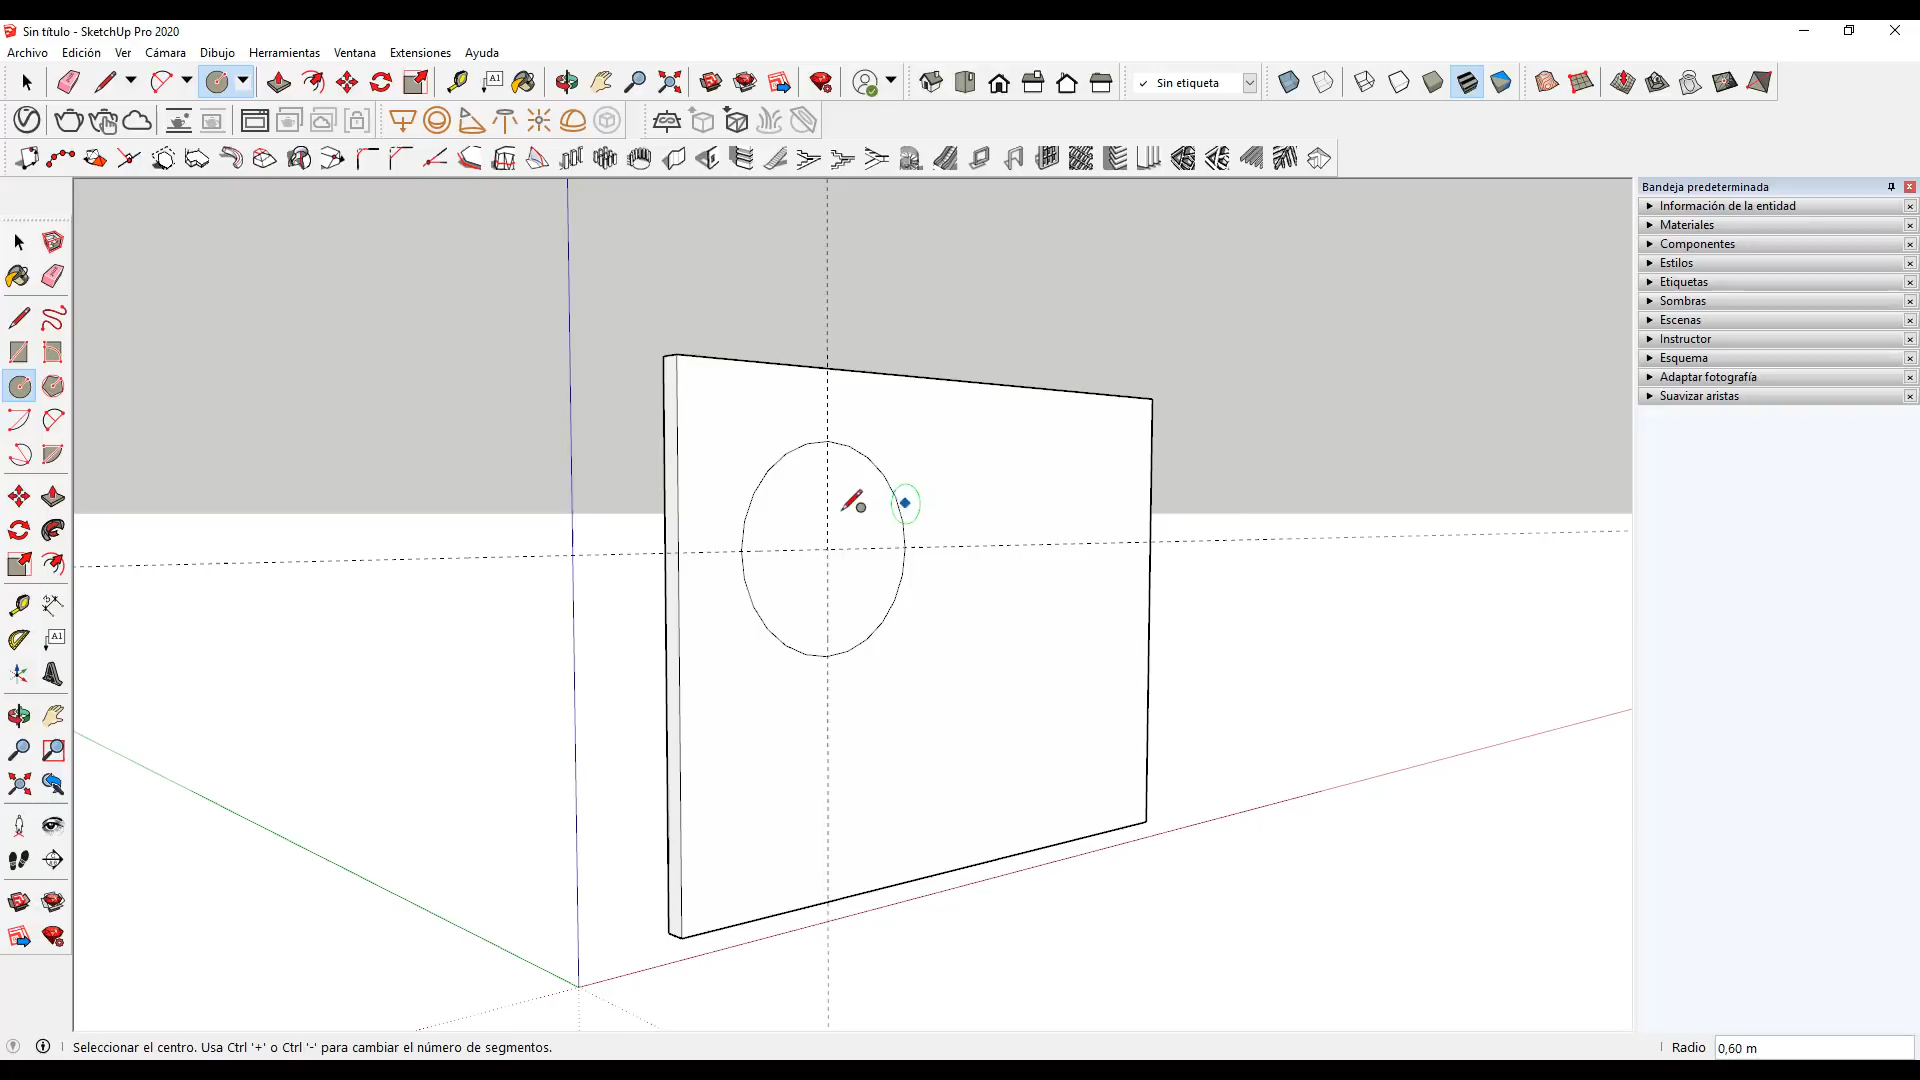 Sin título - SketchUp Pro 2020
Archivo Edición Ver Cámara Dibujo Herramientas Ventana Extensiones Ayuda
A1
✓ Sin etiqueta
Bandeja predeterminada
Información de la entidad
Materiales
Componentes
Estilos
Etiquetas
Sombras
Escenas
Instructor
Esquema
Adaptar fotografía
Suavizar aristas
A1
Seleccionar el centro. Usa Ctrl '+' o Ctrl '-' para cambiar el número de segmentos.
Radio 0,60 m